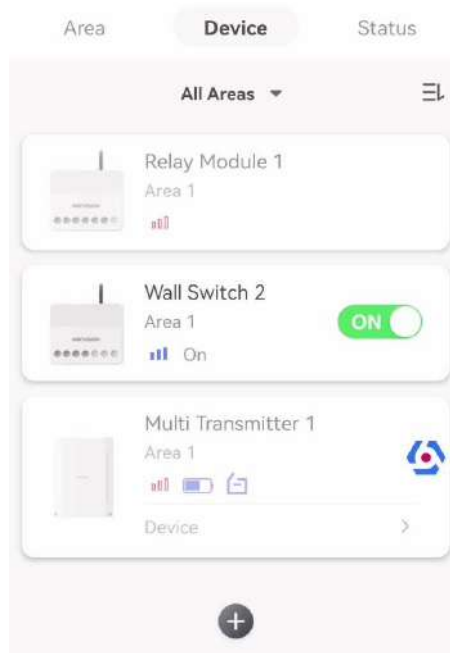 Area Device Status
All Areas
Relay Module 1
Area 1
Wall Switch 2
Area 1
ON
On
Multi Transmitter 1
Area 1
Device